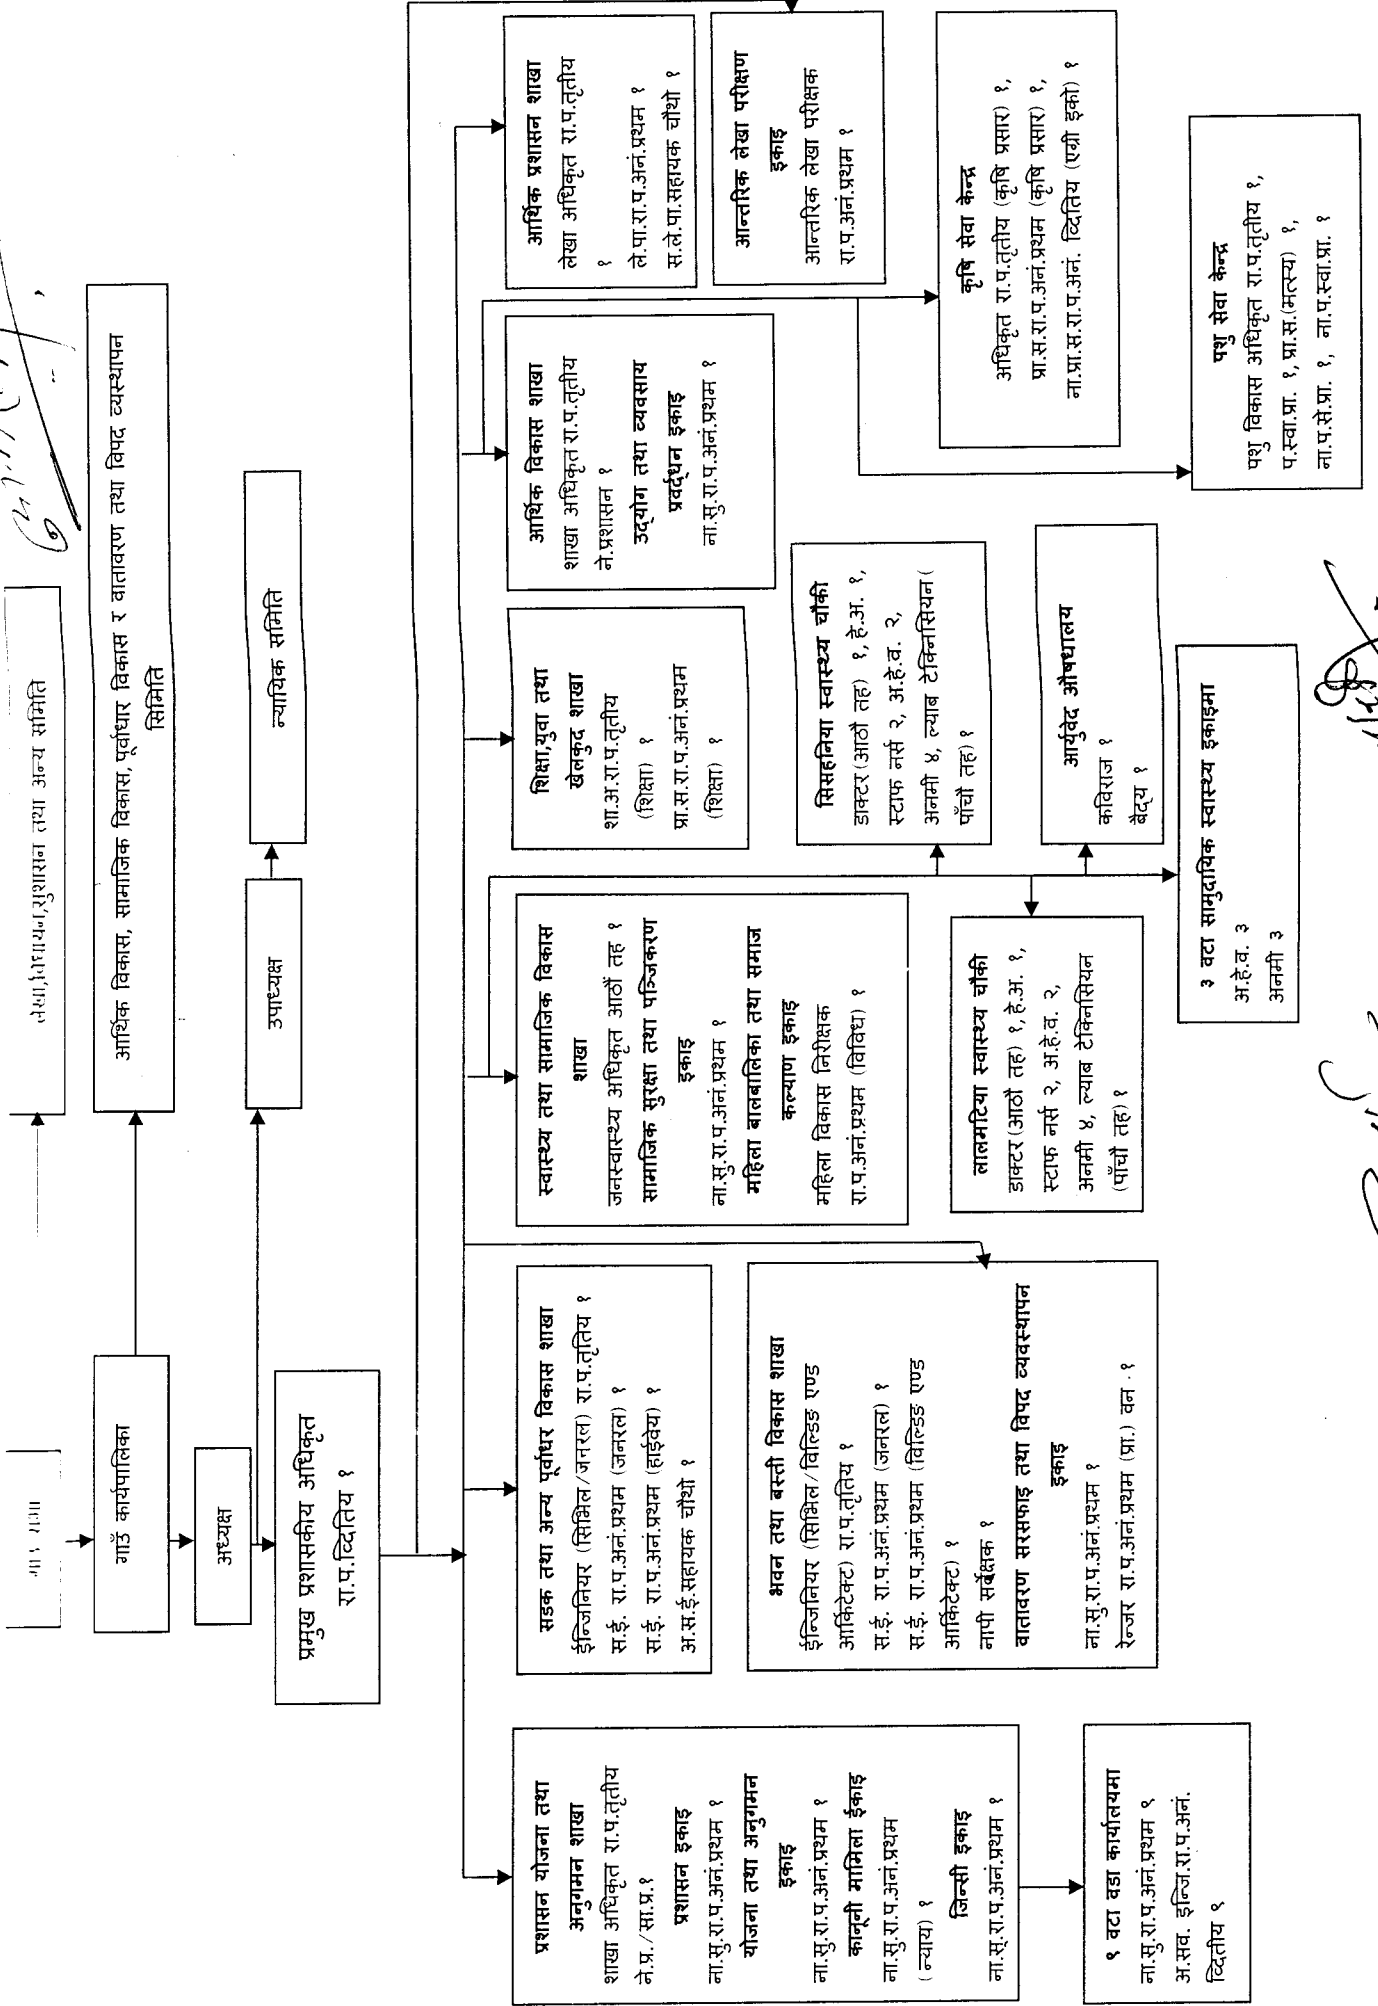 लेखा,विधायन,सुशासन तथा अन्य समिति
गाउँ कार्यपालिका
आर्थिक विकास, सामाजिक विकास, पूर्वाधार विकास र वातावरण तथा विपद व्यस्थापन
सिमिति
अध्यक्ष
उपाध्यक्ष
न्यायिक समिति
प्रमुख प्रशासकीय अधिकृत
रा.प.व्दितिय १
प्रशासन योजना तथा
अनुगमन शाखा
शाखा अधिकृत रा.प.तृतीय
ने.प्र./सा.प्र.१
प्रशासन इकाइ
ना.सु.रा.प.अनं.प्रथम १
योजना तथा अनुगमन
इकाइ
ना.सु.रा.प.अनं.प्रथम १
कानूनी मामिला ईकाइ
ना.सु.रा.प.अनं.प्रथम
(न्याय) १
जिन्सी इकाइ
ना.सु.रा.प.अनं.प्रथम १
९ वटा वडा कार्यालयमा
ना.सु.रा.प.अनं.प्रथम ९
अ.सव. इन्जि.रा.प.अनं.
व्दितीय ९
सडक तथा अन्य पूर्वाधर विकास शाखा
ईन्जिनियर (सिभिल/जनरल) रा.प.तृतिय १
स.ई. रा.प.अनं.प्रथम (जनरल) १
स.ई. रा.प.अनं.प्रथम (हाईवेय) १
अ.स.ई.सहायक चौथो १
भवन तथा बस्ती विकास शाखा
ईन्जिनियर (सिभिल/विल्डिङ एण्ड
आर्किटेक्ट) रा.प.तृतिय १
स.ई. रा.प.अनं.प्रथम (जनरल) १
स.ई. रा.प.अनं.प्रथम (विल्डिङ एण्ड
आर्किटेक्ट) १
नापी सर्वेक्षक १
वातावरण सरसफाइ तथा विपद व्यवस्थापन
इकाइ
ना.सु.रा.प.अनं.प्रथम १
रेन्जर रा.प.अनं.प्रथम (प्रा.) वन .१
स्वास्थ्य तथा सामाजिक विकास
शाखा
जनस्वास्थ्य अधिकृत आठौं तह १
सामाजिक सुरक्षा तथा पञ्जिकरण
इकाइ
ना.सु.रा.प.अनं.प्रथम १
महिला बालबालिका तथा समाज
कल्याण इकाइ
महिला विकास निरीक्षक
रा.प.अनं.प्रथम (विविध) १
लालमटिया स्वास्थ्य चौकी
डाक्टर(आठौ तह) १,हे.अ. १,
स्टाफ नर्स २, अ.हे.व. २,
अनमी ४, ल्याब टेक्निसियन
(पाँचौ तह)१
शिक्षा,युवा तथा
खेलकुद शाखा
शा.अ.रा.प.तृतीय
(शिक्षा) १
प्रा.स.रा.प.अनं.प्रथम
(शिक्षा) १
सिसहनिया स्वास्थ्य चौकी
डाक्टर(आठौ तह) १,हे.अ. १,
स्टाफ नर्स २, अ.हे.व. २,
अनमी ४, ल्याब टेक्निसियन(
पाँचौ तह)१
आर्युवेद औषधालय
कविराज १
बैद्य १
३ वटा सामुदायिक स्वास्थ्य इकाइमा
अ.हे.व. ३
अनमी ३
आर्थिक विकास शाखा
शाखा अधिकृत रा.प.तृतीय
ने.प्रशासन १
उद्योग तथा व्यवसाय
प्रवर्द्धन इकाइ
ना.सु.रा.प.अनं.प्रथम १
आर्थिक प्रशासन शाखा
लेखा अधिकृत रा.प.तृतीय
१
ले.पा.रा.प.अनं.प्रथम १
स.ले.पा.सहायक चौथो १
आन्तरिक लेखा परीक्षण
इकाइ
आन्तरिक लेखा परीक्षक
रा.प.अनं.प्रथम १
कृषि सेवा केन्द्र
अधिकृत रा.प.तृतीय (कृषि प्रसार) १,
प्रा.स.रा.प.अनं.प्रथम (कृषि प्रसार) १,
ना.प्रा.स.रा.प.अनं. व्दितिय (एग्री इको) १
पशु सेवा केन्द्र
पशु विकास अधिकृत रा.प.तृतीय १,
प.स्वा.प्रा. १,प्रा.स.(मत्स्य) १,
ना.प.से.प्रा. १, ना.प.स्वा.प्रा. १